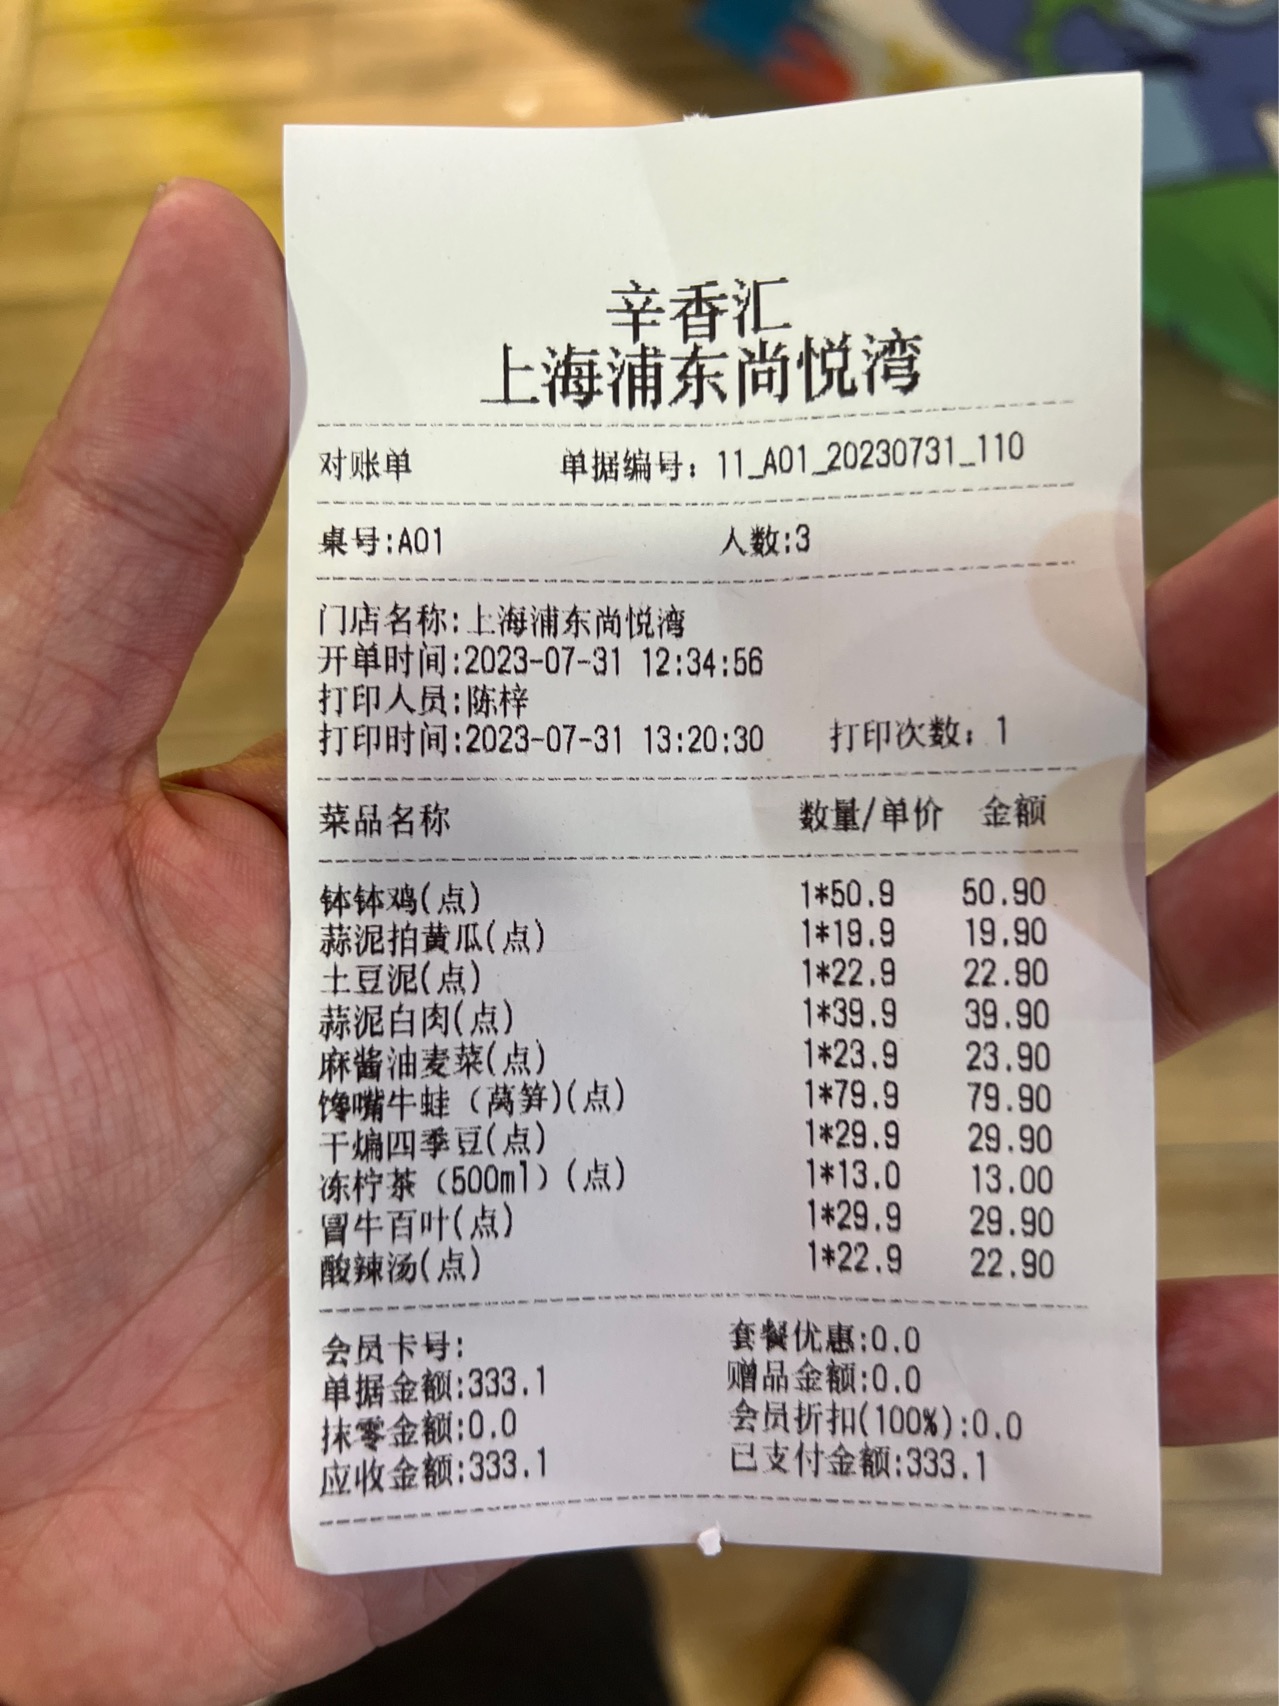 辛香汇
上海浦东尚悦湾
对账单 单据编号：11_A01_20230731_110
桌号:A01 人数:3
门店名称:上海浦东尚悦湾
开单时间:2023-07-31 12:34:56
打印人员:陈梓
打印时间:2023-07-31 13:20:30 打印次数：1
菜品名称 数量/单价 金额
钵钵鸡(点) 1*50.9 50.90
蒜泥拍黄瓜(点) 1*19.9 19.90
土豆泥(点) 1*22.9 22.90
蒜泥白肉(点) 1*39.9 39.90
麻酱油麦菜(点) 1*23.9 23.90
馋嘴牛蛙（莴笋)(点) 1*79.9 79.90
干煸四季豆(点) 1*29.9 29.90
冻柠茶（500ml）(点) 1*13.0 13.00
冒牛百叶(点) 1*29.9 29.90
酸辣汤(点) 1*22.9 22.90
会员卡号: 套餐优惠:0.0
单据金额:333.1 赠品金额:0.0
抹零金额:0.0 会员折扣(100%):0.0
应收金额:333.1 已支付金额:333.1